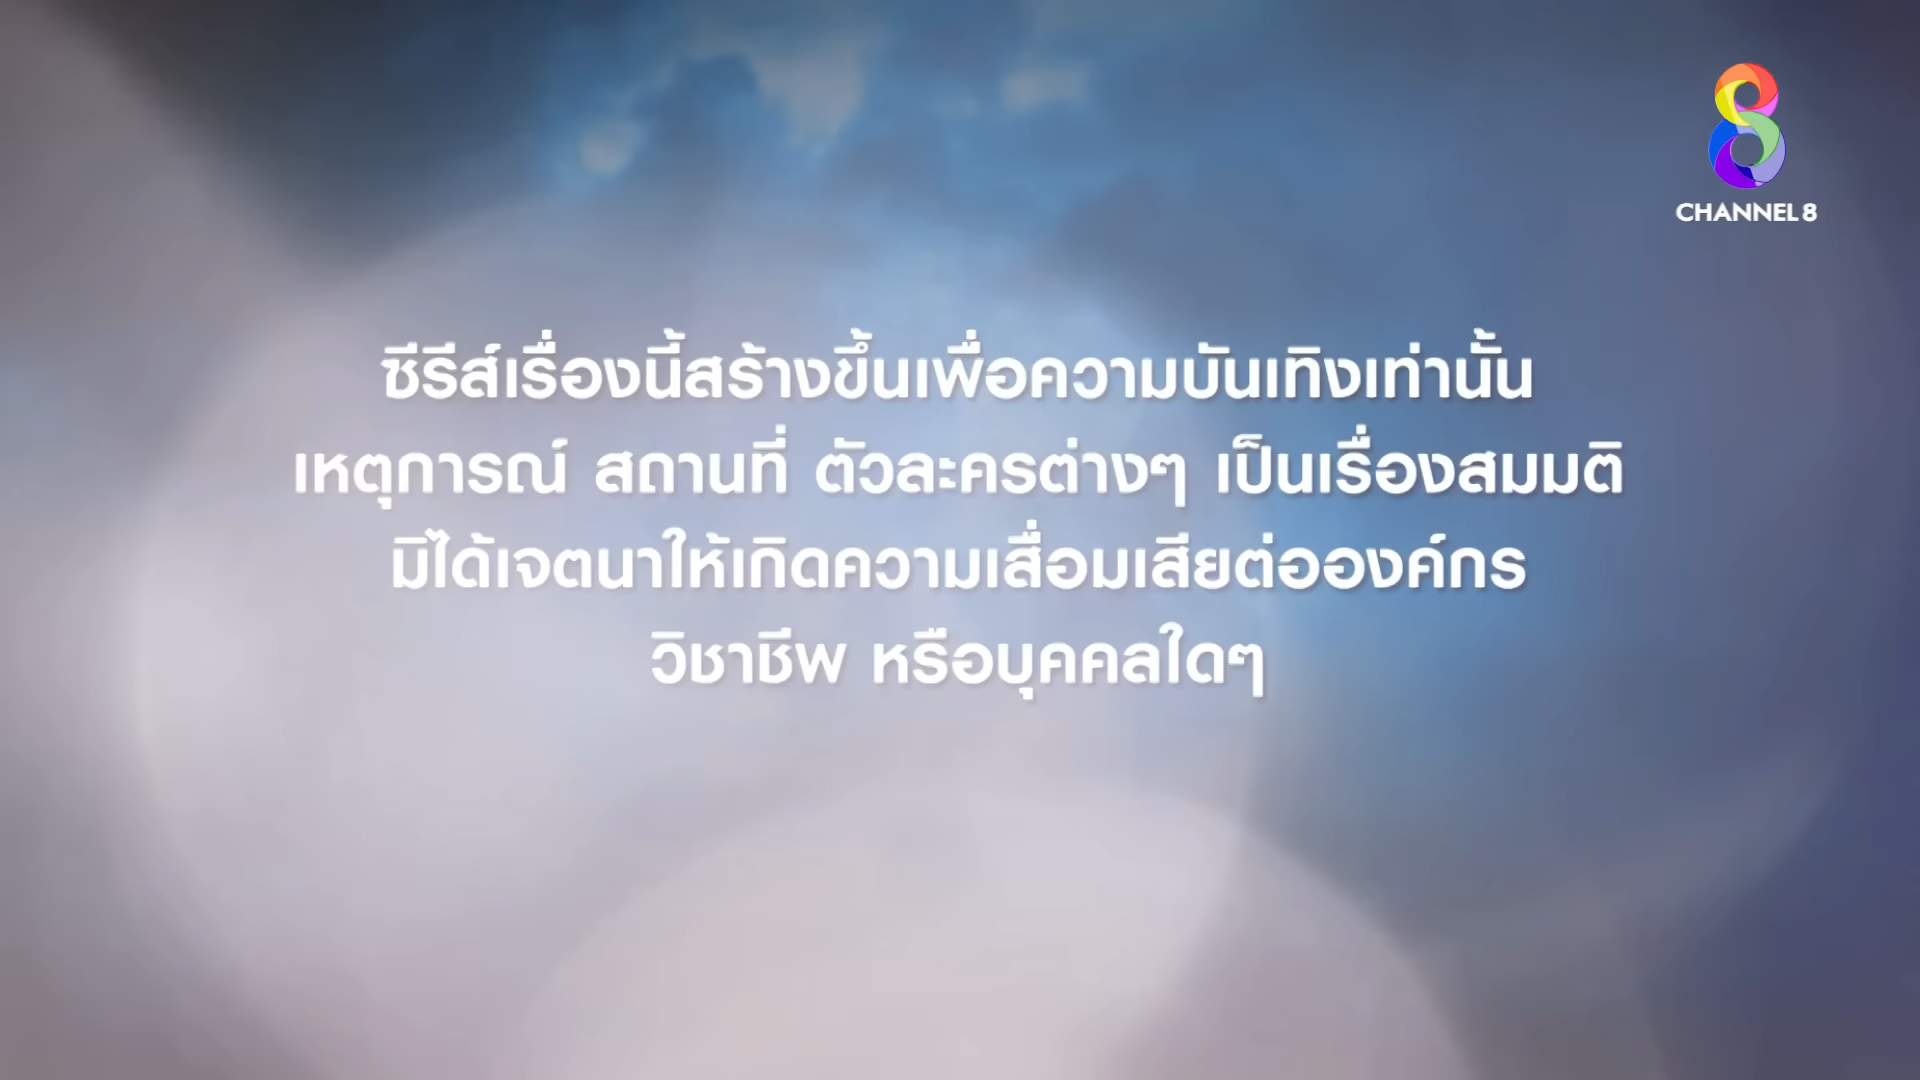 CHANNEL 8
ซีรีส์เรื่องนี้สร้างขึ้นเพื่อความบันเทิงเท่านั้น
เหตุการณ์ สถานที่ ตัวละครต่างๆ เป็นเรื่องสมมติ
มิได้เจตนาให้เกิดความเสื่อมเสียต่อองค์กร
วิชาชีพ หรือบุคคลใดๆ